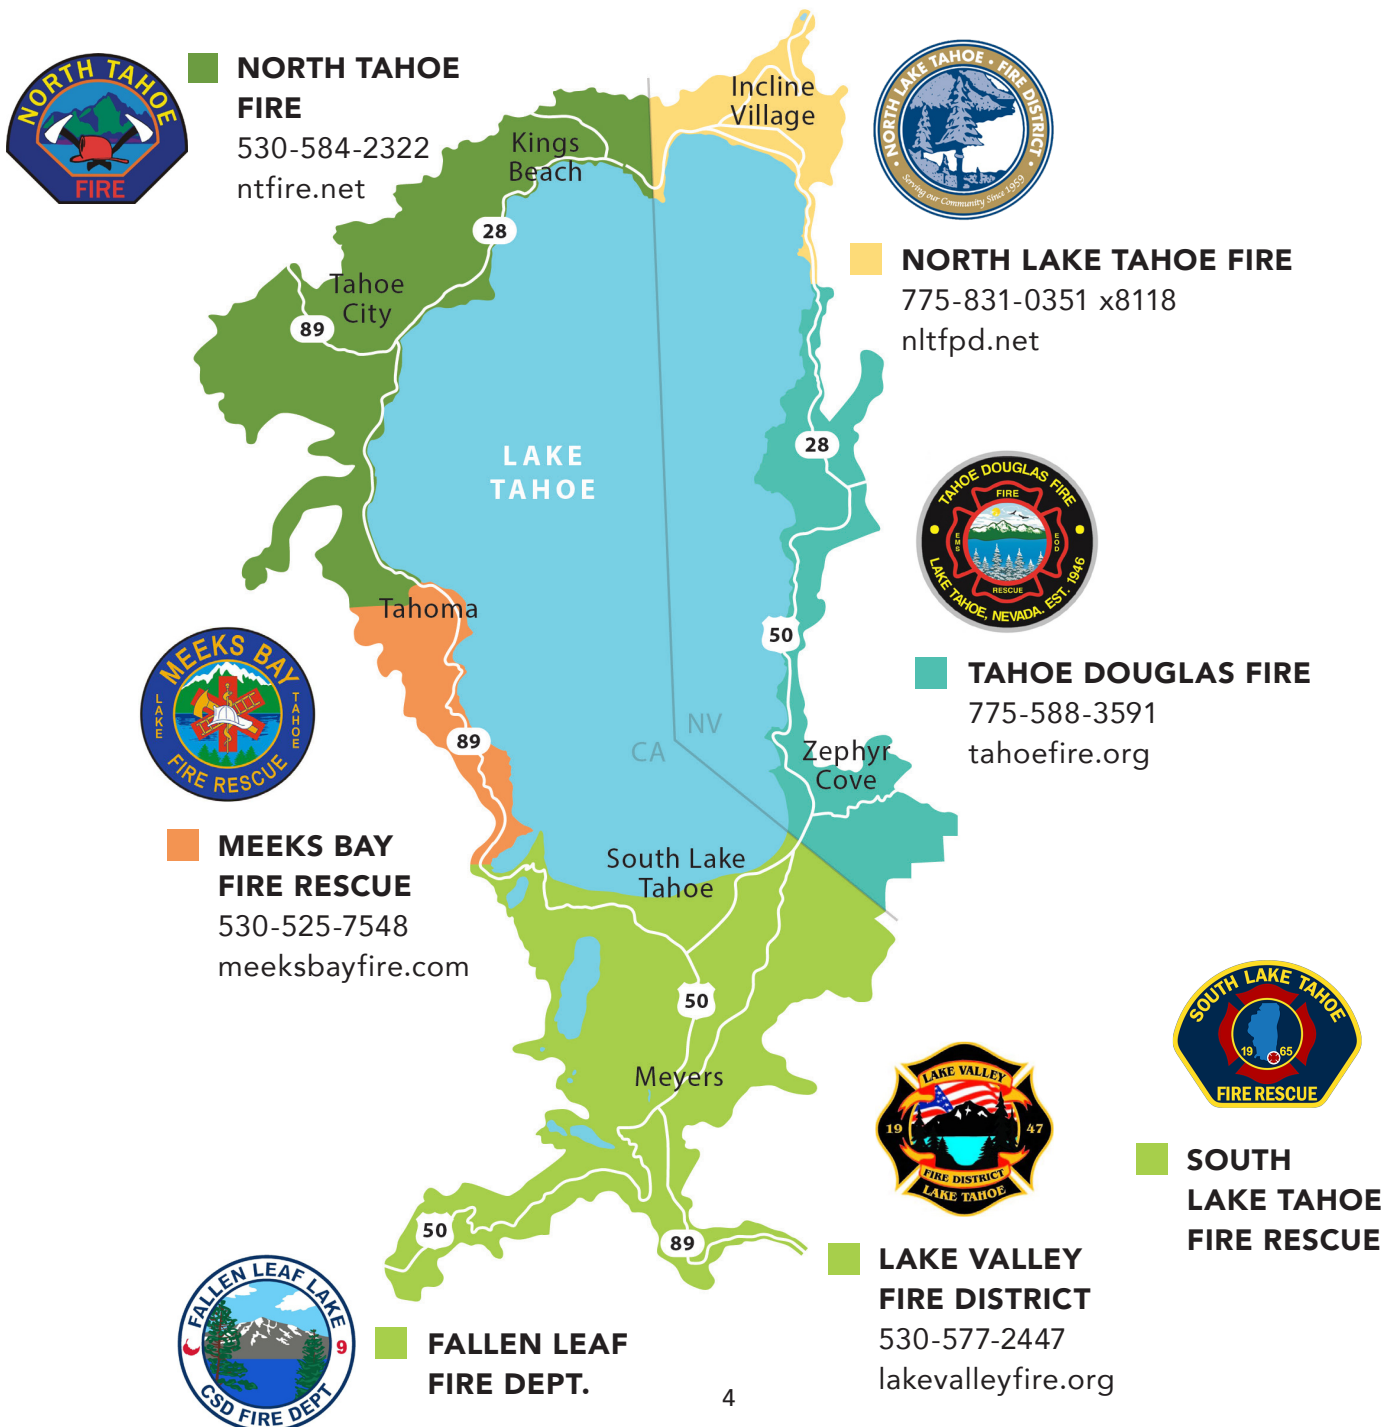 NORTH TAHOE
FIRE
NORTH TAHOE
FIRE
530-584-2322
ntfire.net
Incline
Village
Kings
Beach
NORTH LAKE TAHOE • FIRE DISTRICT
Serving our Community Since 1959
28
NORTH LAKE TAHOE FIRE
775-831-0351 x8118
nltfpd.net
Tahoe
City
89
LAKE
TAHOE
28
TAHOE DOUGLAS FIRE
FIRE
EMS
EOD
RESCUE
LAKE TAHOE, NEVADA. EST. 1946
Tahoma
50
TAHOE DOUGLAS FIRE
775-588-3591
tahoefire.org
MEEKS BAY
LAKE
TAHOE
FIRE RESCUE
89
NV
CA
Zephyr
Cove
MEEKS BAY
FIRE RESCUE
530-525-7548
meeksbayfire.com
South Lake
Tahoe
50
Meyers
SOUTH LAKE TAHOE
19 65
FIRE RESCUE
LAKE VALLEY
19 47
FIRE DISTRICT
LAKE TAHOE
SOUTH
LAKE TAHOE
FIRE RESCUE
50
89
LAKE VALLEY
FIRE DISTRICT
530-577-2447
lakevalleyfire.org
FALLEN LEAF LAKE
9
CSD FIRE DEPT
FALLEN LEAF
FIRE DEPT.
4